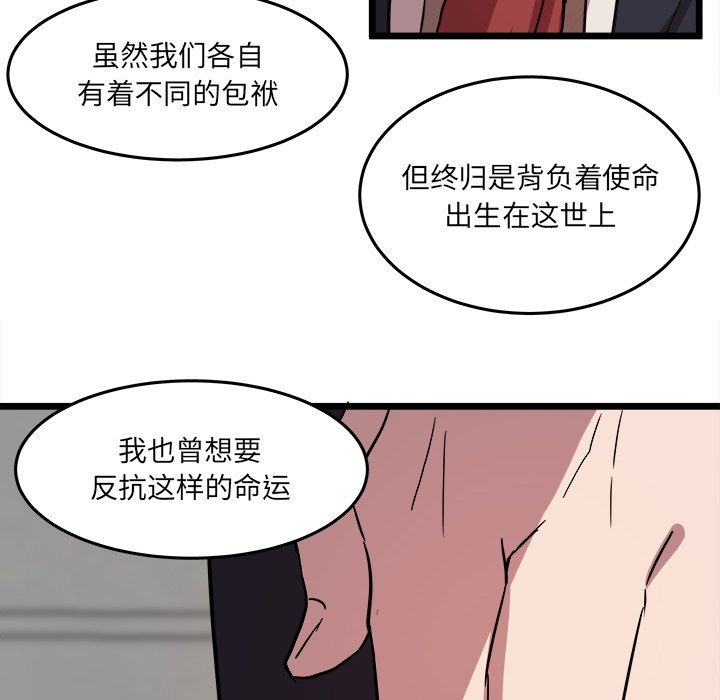 虽然我们各自
有着不同的包袱
但终归是背负着使命
出生在这世上
我也曾想要
反抗这样的命运